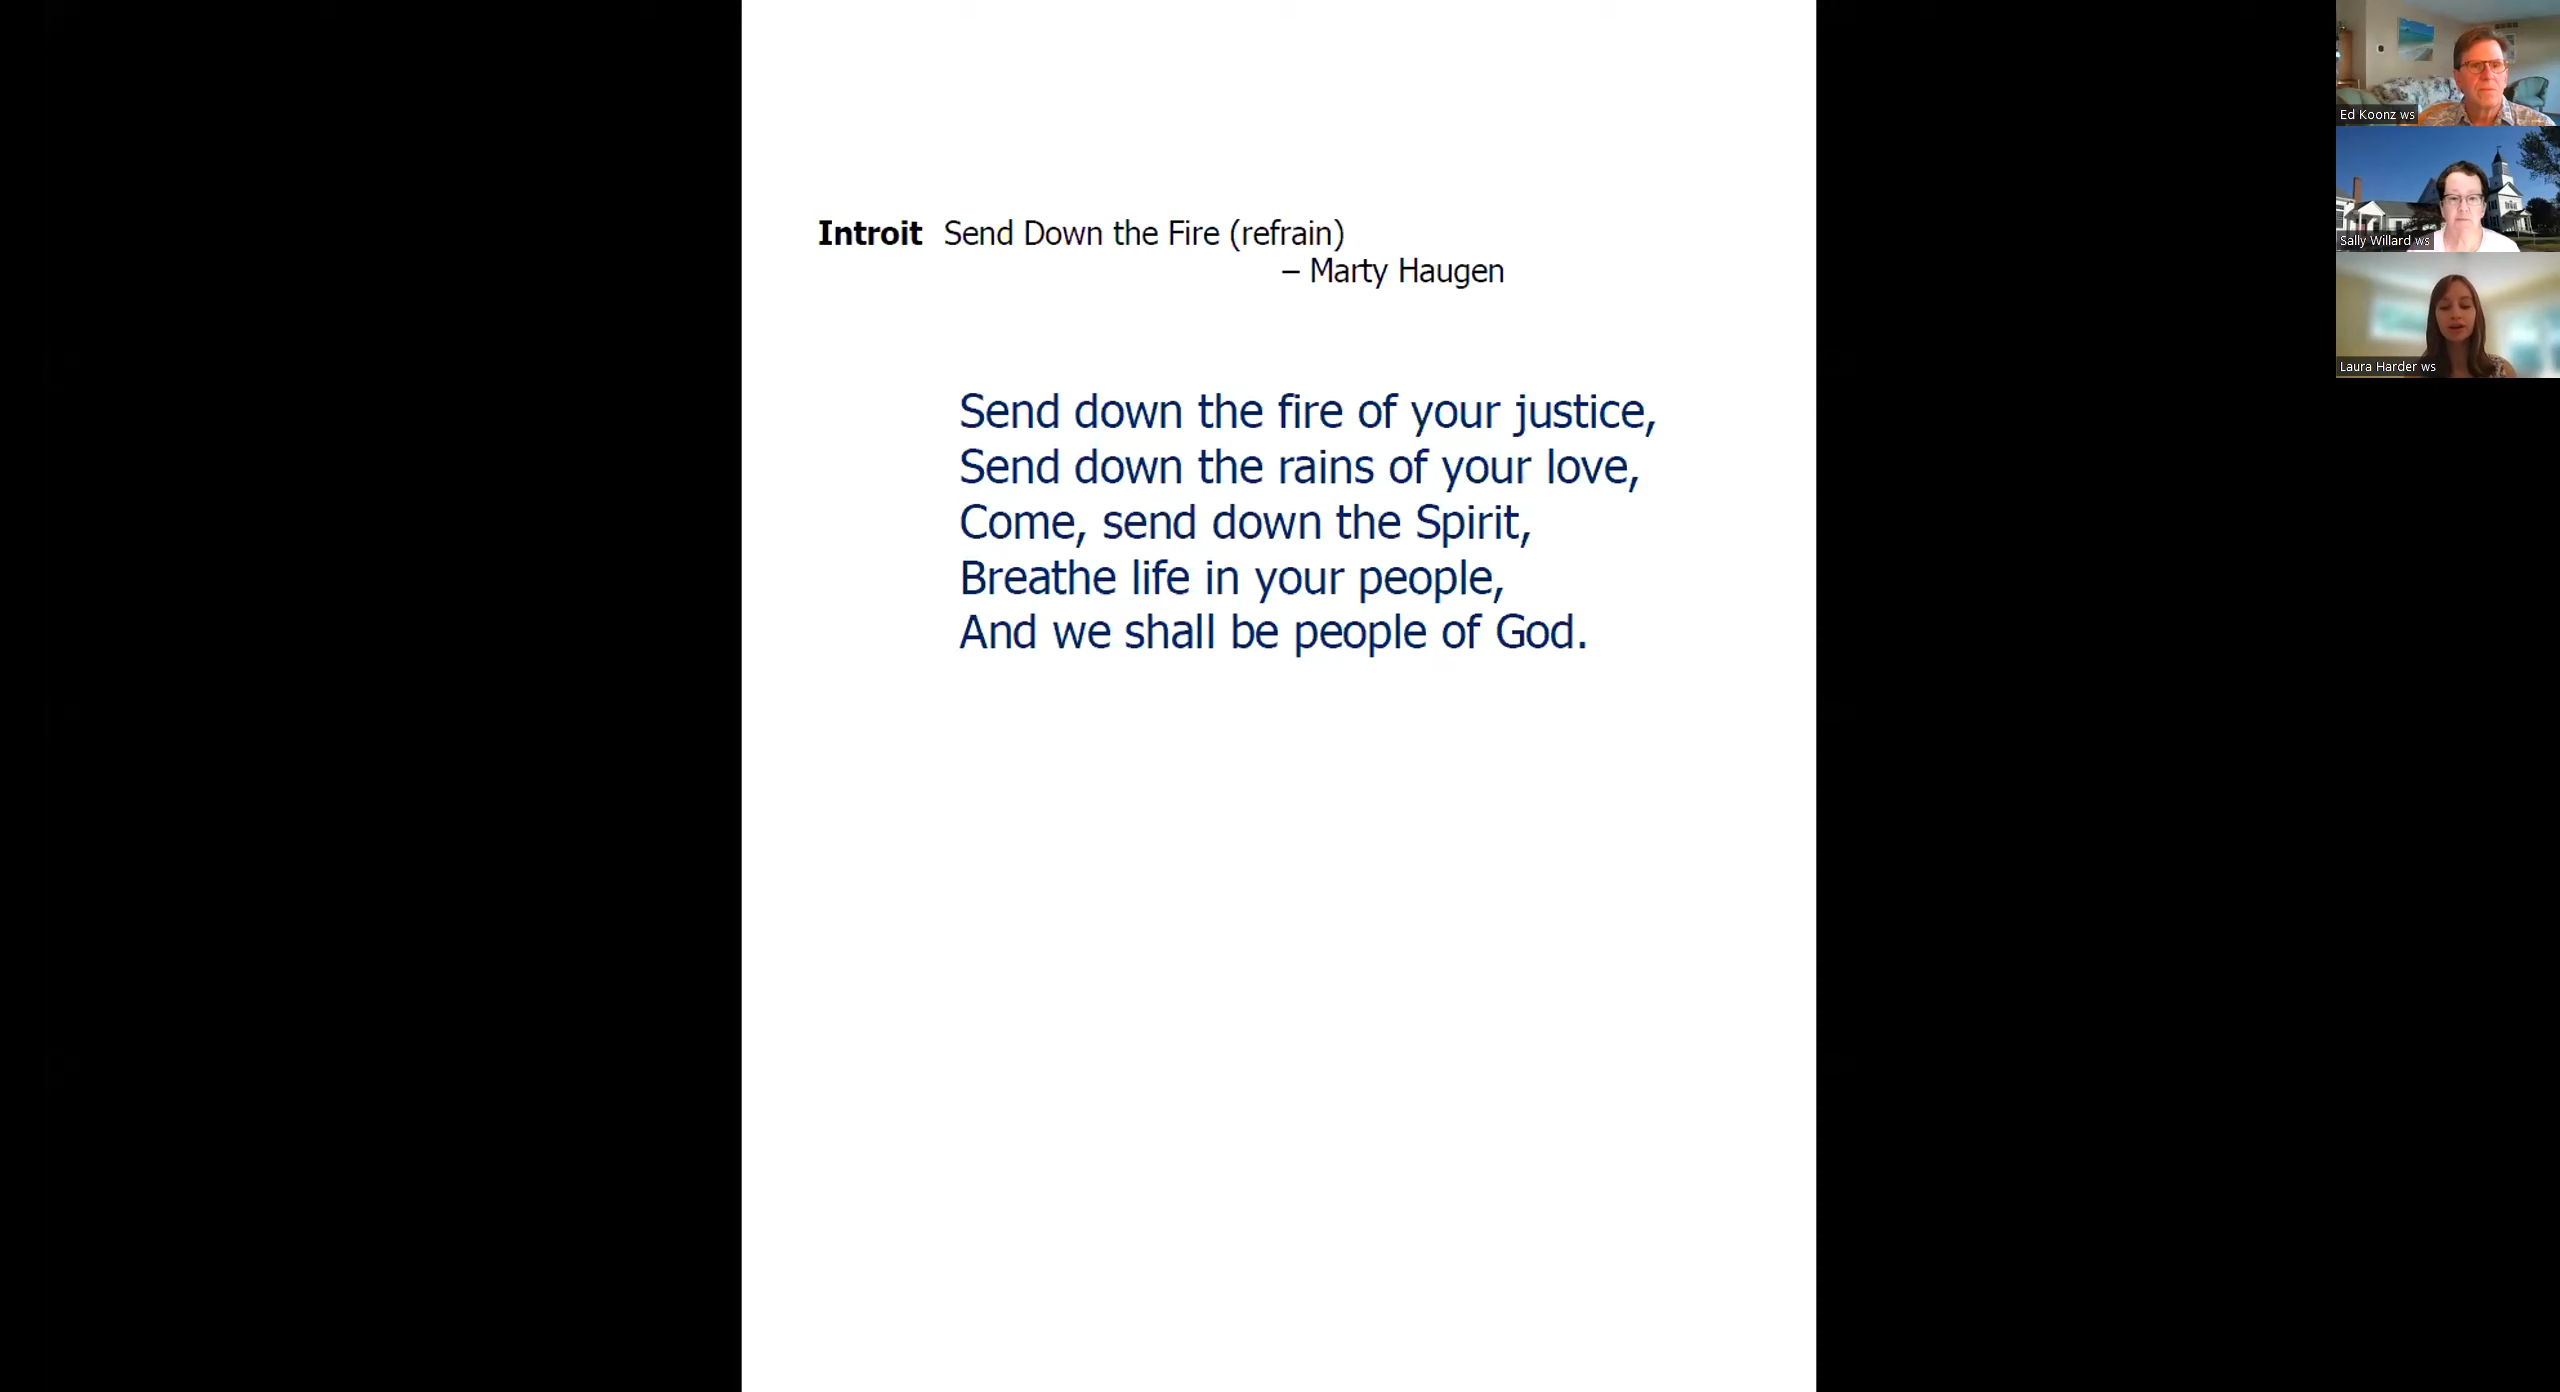 Introit Send Down the Fire (refrain)
– Marty Haugen
Send down the fire of your justice,
Send down the rains of your love,
Come, send down the Spirit,
Breathe life in your people,
And we shall be people of God.
Ed Koonz ws
Sally Willard ws
Laura Harder ws